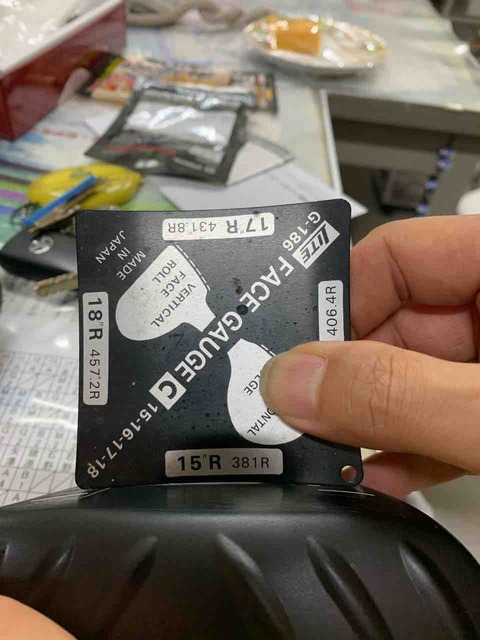 G-186 LITE FACE GAUGE C 15-16-17-18
17"R 431.8R
MADE
IN
JAPAN
VERTICAL
FACE
ROLL
18"R 457.2R
406.4R
15"R 381R